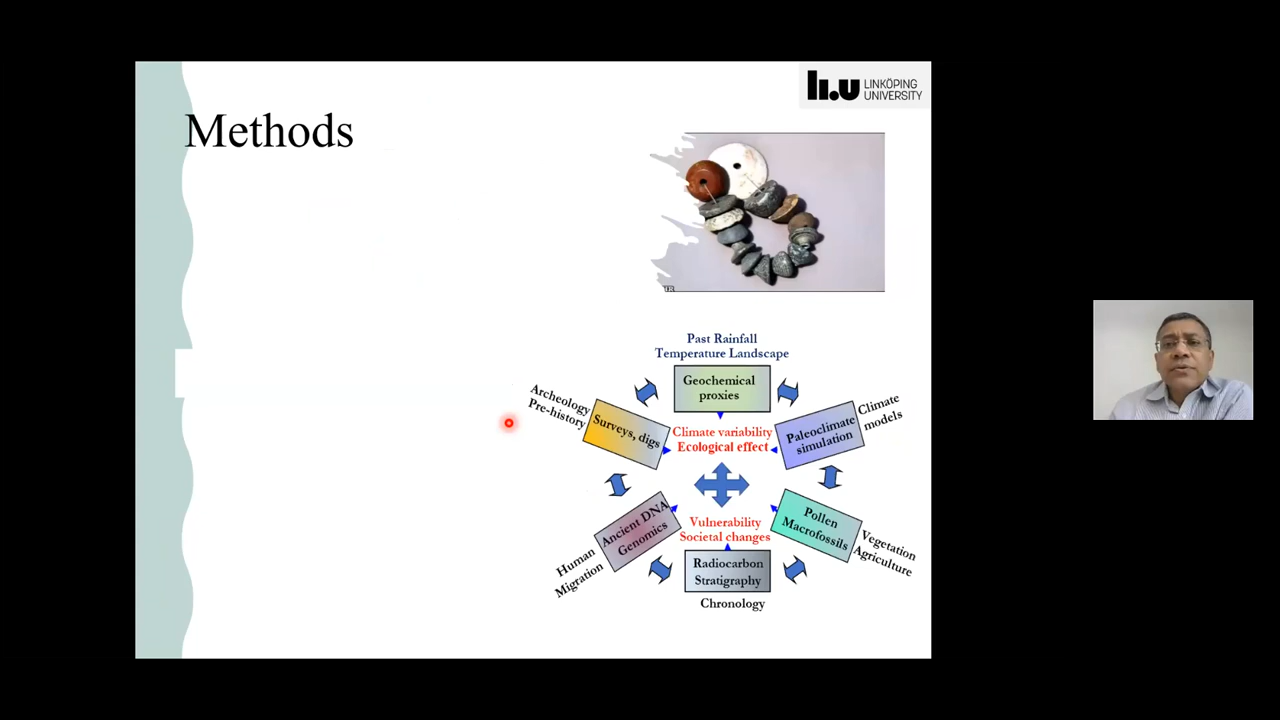 LINKÖPING
UNIVERSITY
Methods
Past Rainfall
Temperature Landscape
Geochemical
proxies
Archeology
Pre-history
Surveys, digs
Climate variability
Ecological effect
Paleoclimate
simulation
Climate
models
Ancient DNA
Genomics
Human
Migration
Vulnerability
Societal changes
Pollen
Macrofossils
Vegetation
Agriculture
Radiocarbon
Stratigraphy
Chronology